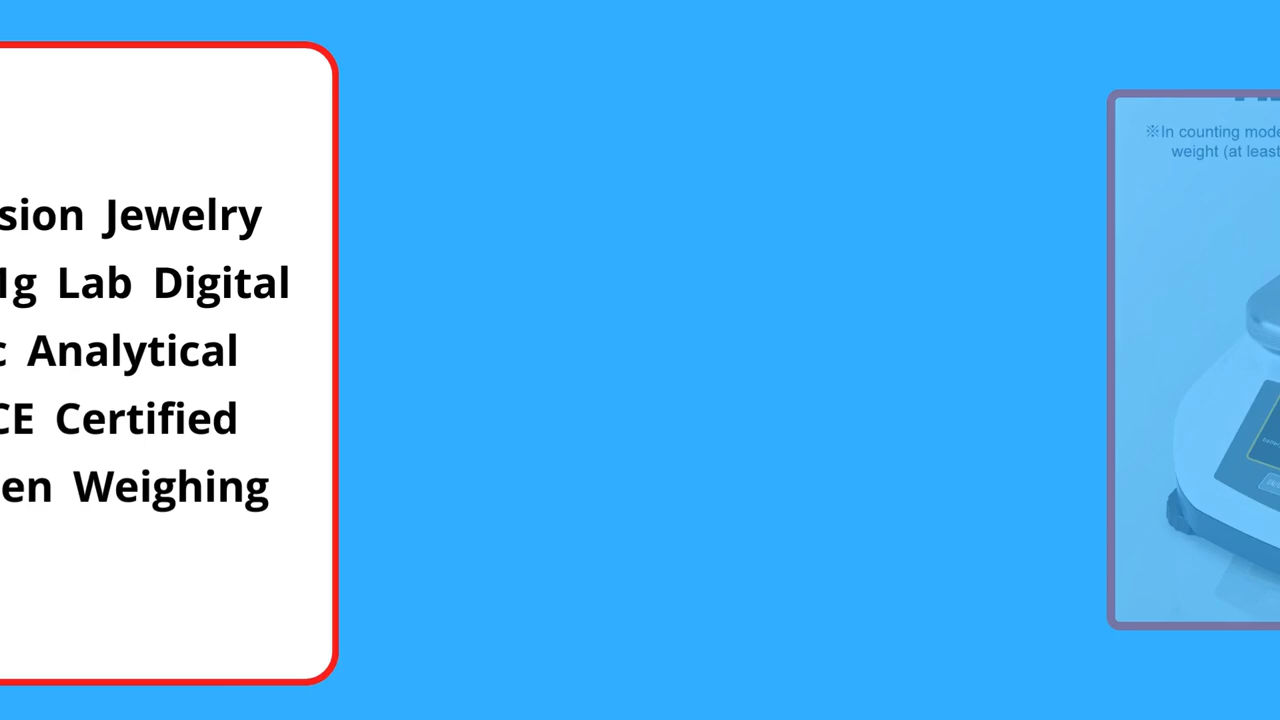 sion Jewelry
1g Lab Digital
c Analytical
CE Certified
en Weighing
※In counting mode
weight (at least